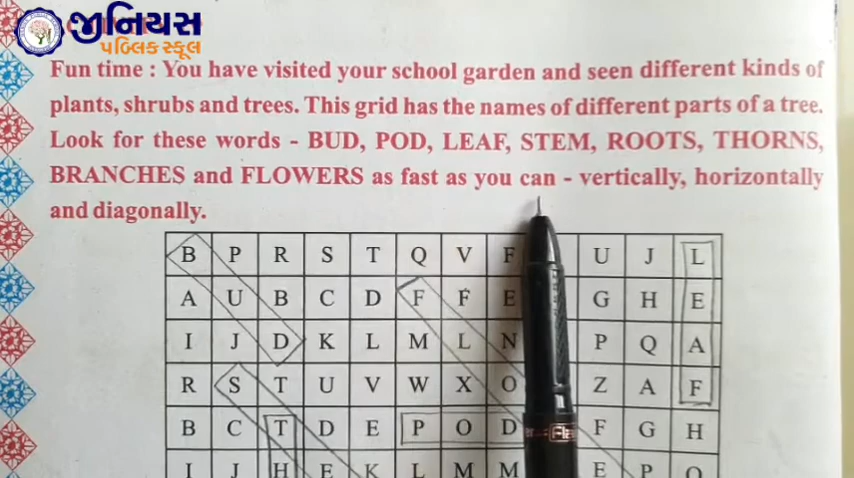 જીનિયસ
પબ્લિક સ્કૂલ
Fun time : You have visited your school garden and seen different kinds of
plants, shrubs and trees. This grid has the names of different parts of a tree.
Look for these words - BUD, POD, LEAF, STEM, ROOTS, THORNS,
BRANCHES and FLOWERS as fast as you can - vertically, horizontally
and diagonally.
B P R S T Q V F U J L
A U B C D F F E G H E
I J D K L M L N P Q A
R S T U V W X O Z A F
B C T D E P O D F G H
I J H E K L M M E P